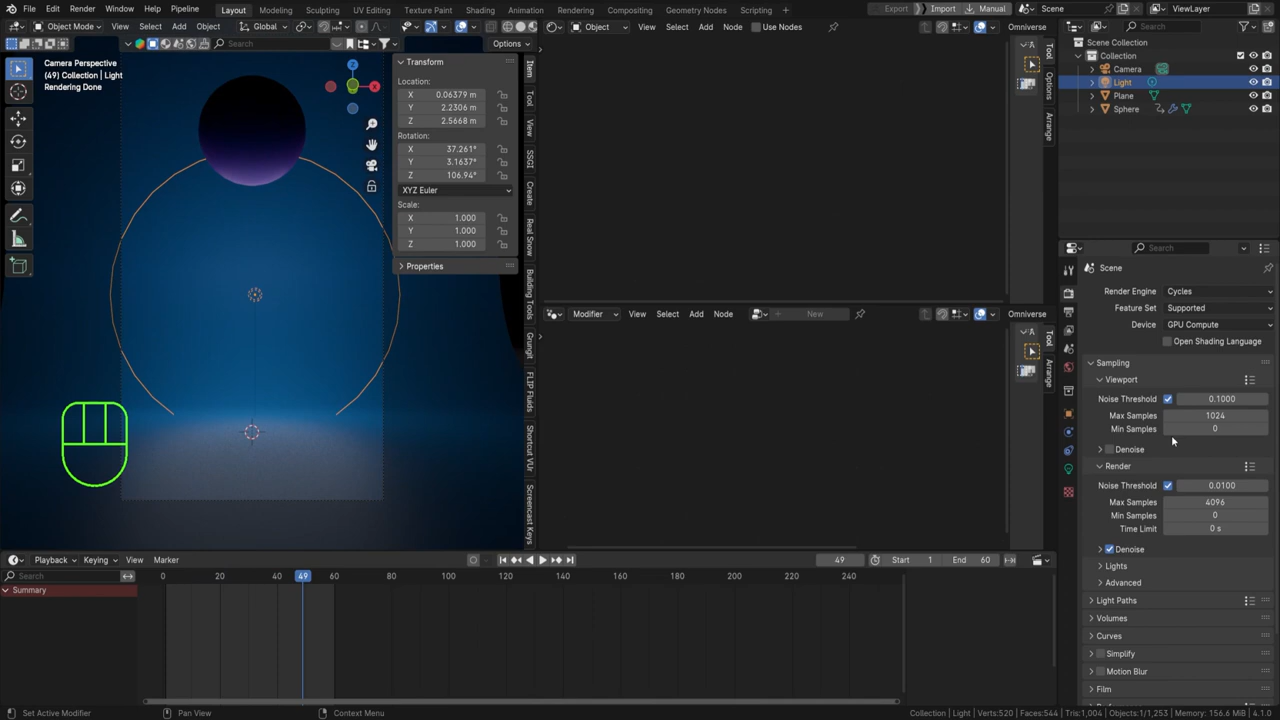 File Edit Render Window Help Pipeline Layout Modeling Sculpting UV Editing Texture Paint Shading Animation Rendering Compositing Geometry Nodes Scripting Export Import Manual Scene ViewLayer
Object Mode View Select Add Object Global Object View Select Add Node Use Nodes Omniverse Search
Search Options
Camera Perspective
(49) Collection | Light
Rendering Done
Transform
Location:
X 0.06379 m
Y 2.2306 m
Z 2.5668 m
Rotation:
X 37.261°
Y 3.1637°
Z 106.94°
XYZ Euler
Scale:
X 1.000
Y 1.000
Z 1.000
Properties
Item
Tool
View
SSGI
Create
Real Snow
Building Tools
Grungit
FLIP Fluids
Shortcut VUr
Screencast Keys
A
Tool
Options
Arrange
Modifier View Select Add Node New Omniverse
A
Tool
Arrange
Scene Collection
Collection
Camera
Light
Plane
Sphere
Search
Scene
Render Engine Cycles
Feature Set Supported
Device GPU Compute
Open Shading Language
Sampling
Viewport
Noise Threshold 0.1000
Max Samples 1024
Min Samples 0
Denoise
Render
Noise Threshold 0.0100
Max Samples 4096
Min Samples 0
Time Limit 0 s
Denoise
Lights
Advanced
Light Paths
Volumes
Curves
Simplify
Motion Blur
Film
Playback Keying View Marker 49 Start 1 End 60
Search 0 20 40 49 60 80 100 120 140 160 180 200 220 240
Summary
Set Active Modifier Pan View Context Menu Collection | Light Verts:520 Faces:544 Tris:1,004 Objects:1/1,253 Memory: 156.6 MiB 4.1.0